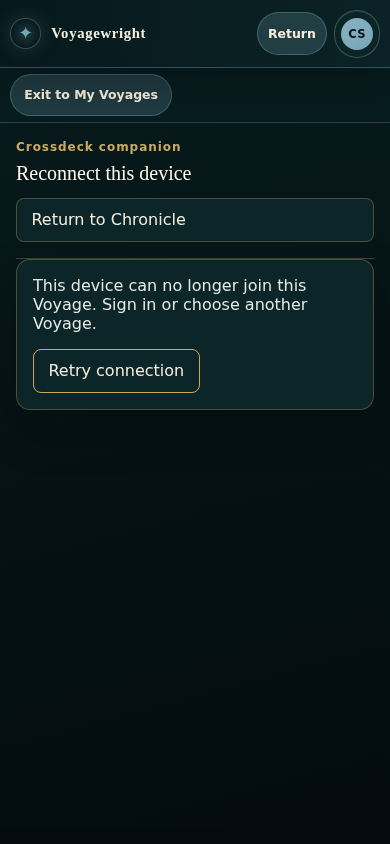 Voyagewright
Return
CS
Exit to My Voyages
Crossdeck companion
Reconnect this device
Return to Chronicle
This device can no longer join this
Voyage. Sign in or choose another
Voyage.
Retry connection